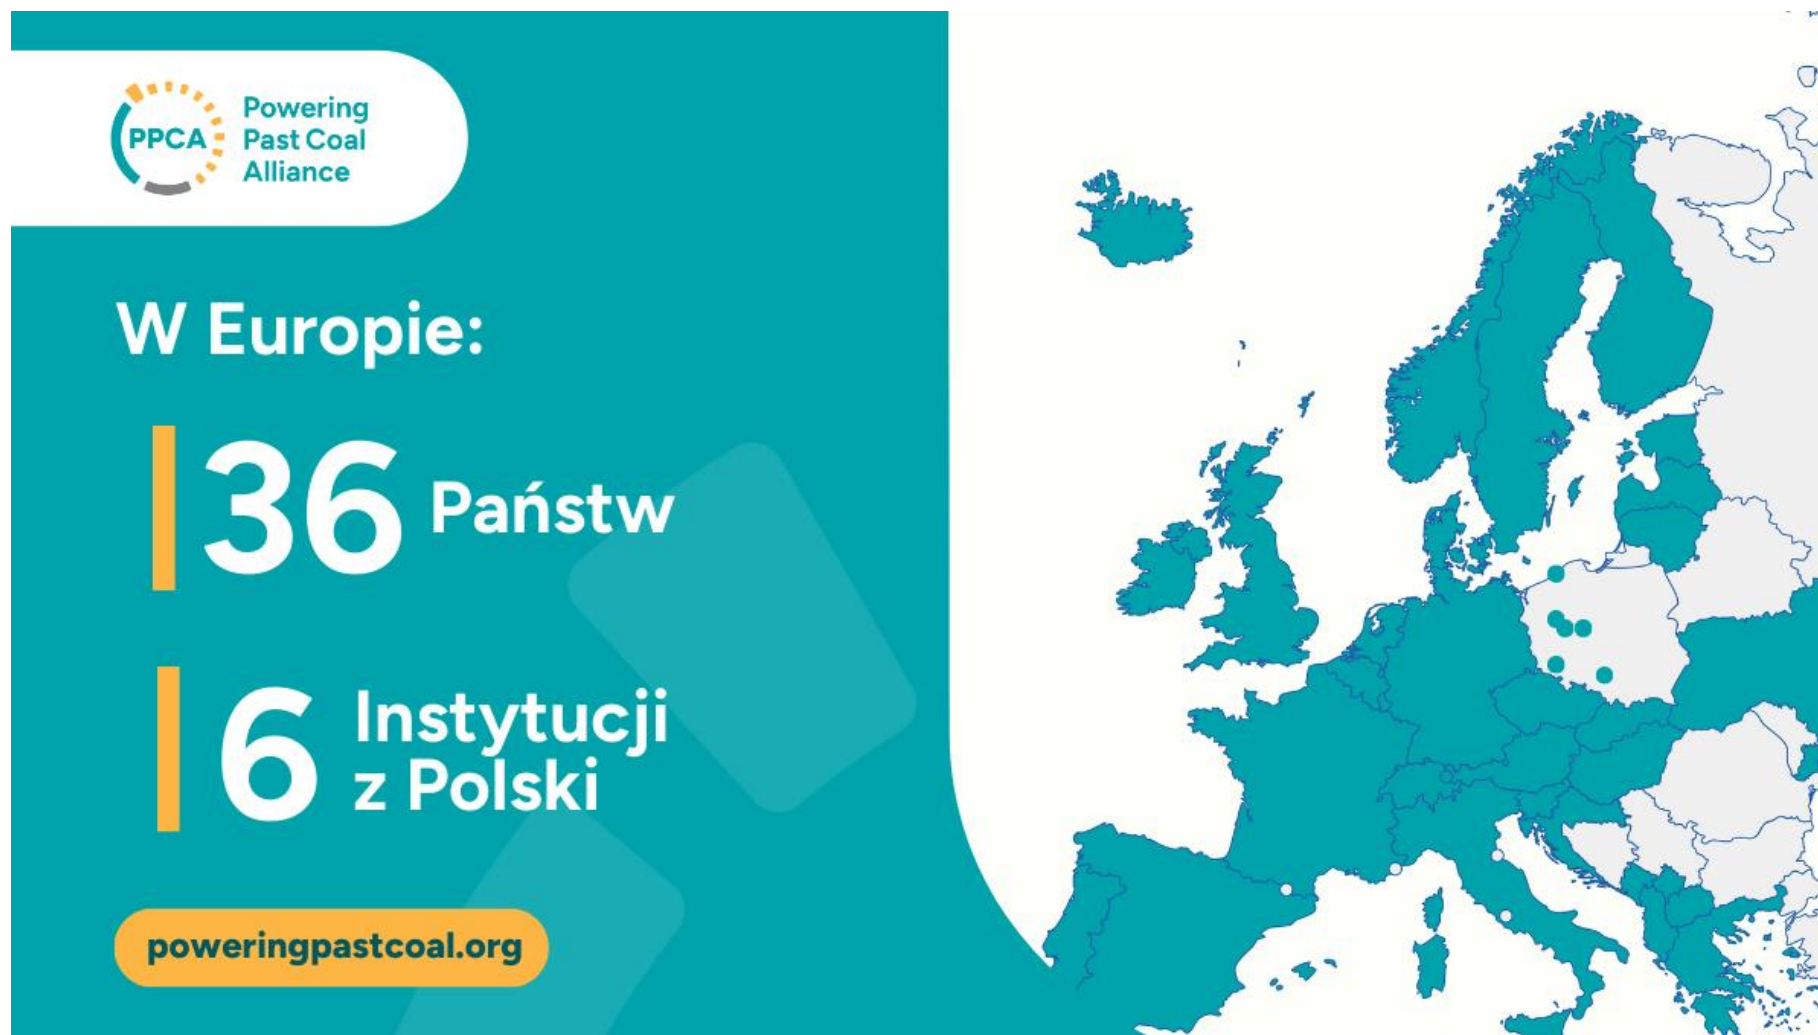 PPCA
Powering
Past Coal
Alliance
W Europie:
36 Państw
6 Instytucji
z Polski
poweringpastcoal.org